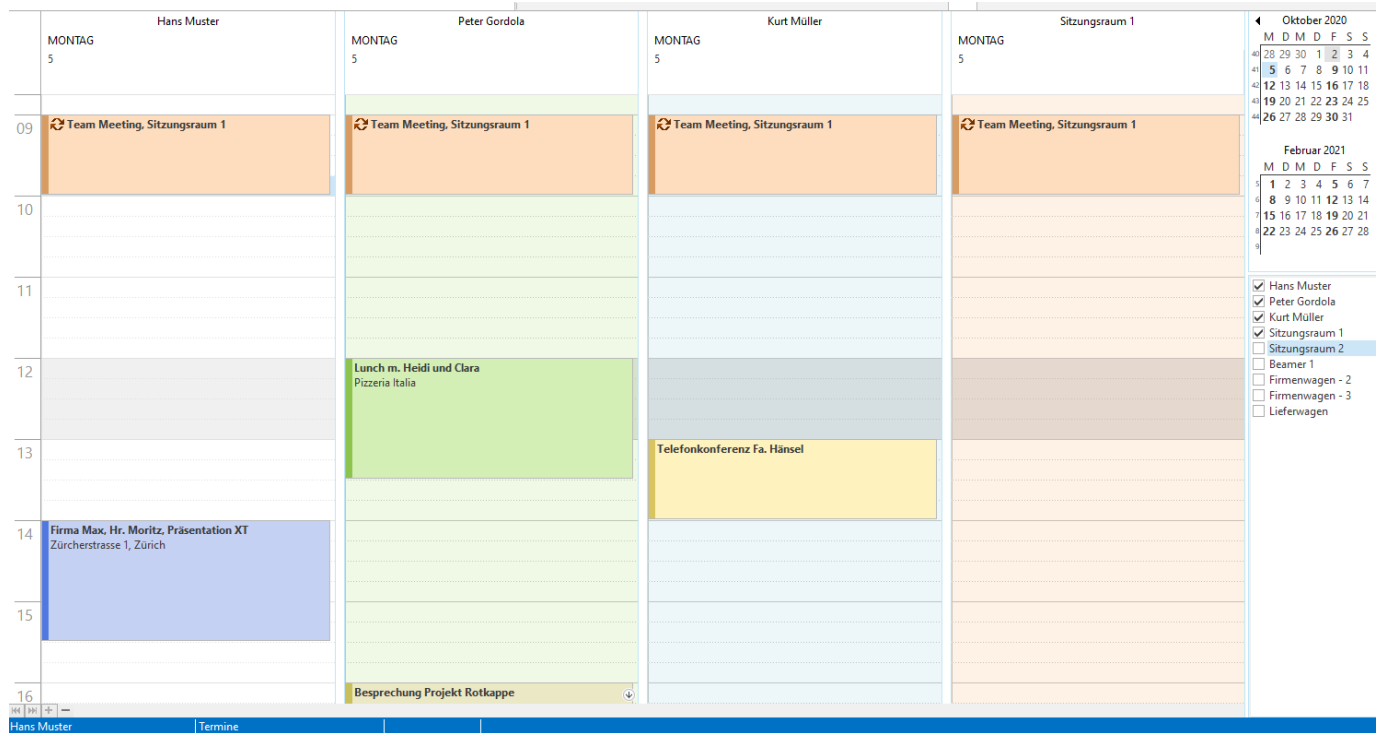 Hans Muster Peter Gordola Kurt Müller Sitzungsraum 1
MONTAG MONTAG MONTAG MONTAG
5 5 5 5
09 Team Meeting, Sitzungsraum 1 Team Meeting, Sitzungsraum 1 Team Meeting, Sitzungsraum 1 Team Meeting, Sitzungsraum 1
10
11
12 Lunch m. Heidi und Clara
Pizzeria Italia
13 Telefonkonferenz Fa. Hänsel
14 Firma Max, Hr. Moritz, Präsentation XT
Zürcherstrasse 1, Zürich
15
16 Besprechung Projekt Rotkappe
Oktober 2020
M D M D F S S
40 28 29 30 1 2 3 4
41 5 6 7 8 9 10 11
42 12 13 14 15 16 17 18
43 19 20 21 22 23 24 25
44 26 27 28 29 30 31
Februar 2021
M D M D F S S
5 1 2 3 4 5 6 7
6 8 9 10 11 12 13 14
7 15 16 17 18 19 20 21
8 22 23 24 25 26 27 28
9
Hans Muster
Peter Gordola
Kurt Müller
Sitzungsraum 1
Sitzungsraum 2
Beamer 1
Firmenwagen - 2
Firmenwagen - 3
Lieferwagen
Hans Muster Termine